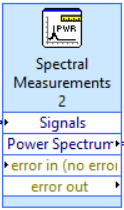 PWR
Spectral
Measurements
2
Signals
Power Spectrum
error in (no error
error out